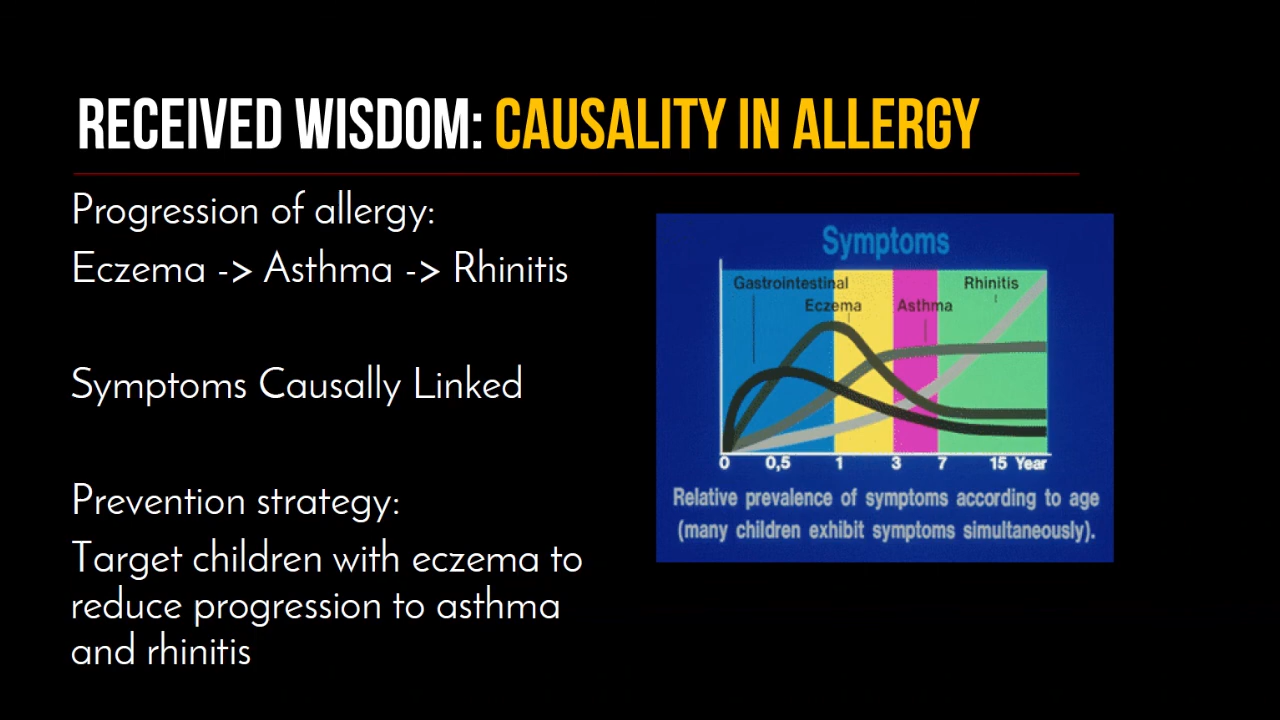 RECEIVED WISDOM: CAUSALITY IN ALLERGY
Progression of allergy:
Eczema -> Asthma -> Rhinitis
Symptoms Causally Linked
Prevention strategy:
Target children with eczema to
reduce progression to asthma
and rhinitis
Symptoms
Gastrointestinal
Rhinitis
Eczema
Asthma
0 0,5 1 3 7 15 Year
Relative prevalence of symptoms according to age
(many children exhibit symptoms simultaneously).